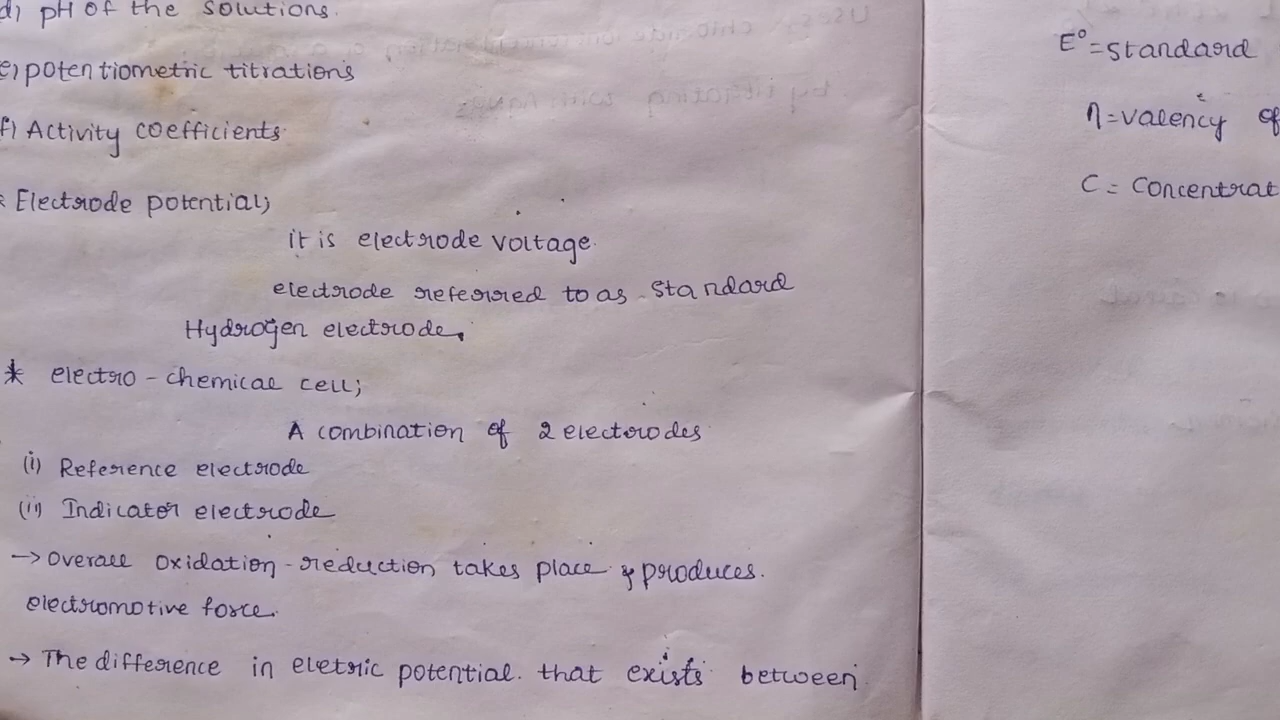 d) pH of the solutions.
e) potentiometric titrations
f) Activity coefficients
* Electrode potential;
it is electrode voltage.
electrode referred to as standard
Hydrogen electrode.
* electro - chemical cell;
A combination of 2 electrodes
(i) Reference electrode
(ii) Indicator electrode
→ Overall oxidation - reduction takes place & produces.
electromotive force.
→ The difference in eletric potential. that exists between
E° = standard
n = valency of
C = Concentrat